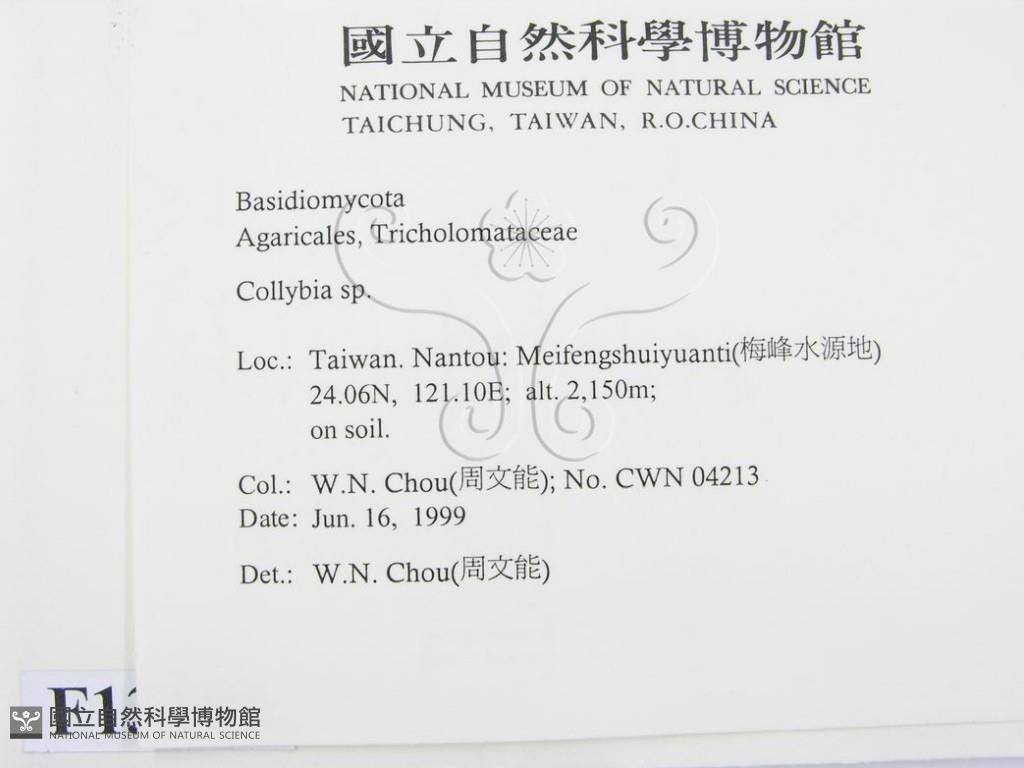 國立自然科學博物館
NATIONAL MUSEUM OF NATURAL SCIENCE
TAICHUNG, TAIWAN, R.O.CHINA
Basidiomycota
Agaricales, Tricholomataceae
Collybia sp.
Loc.: Taiwan. Nantou: Meifengshuiyuanti(梅峰水源地)
24.06N, 121.10E; alt. 2,150m;
on soil.
Col.: W.N. Chou(周文能); No. CWN 04213
Date: Jun. 16, 1999
Det.: W.N. Chou(周文能)
國立自然科學博物館
NATIONAL MUSEUM OF NATURAL SCIENCE